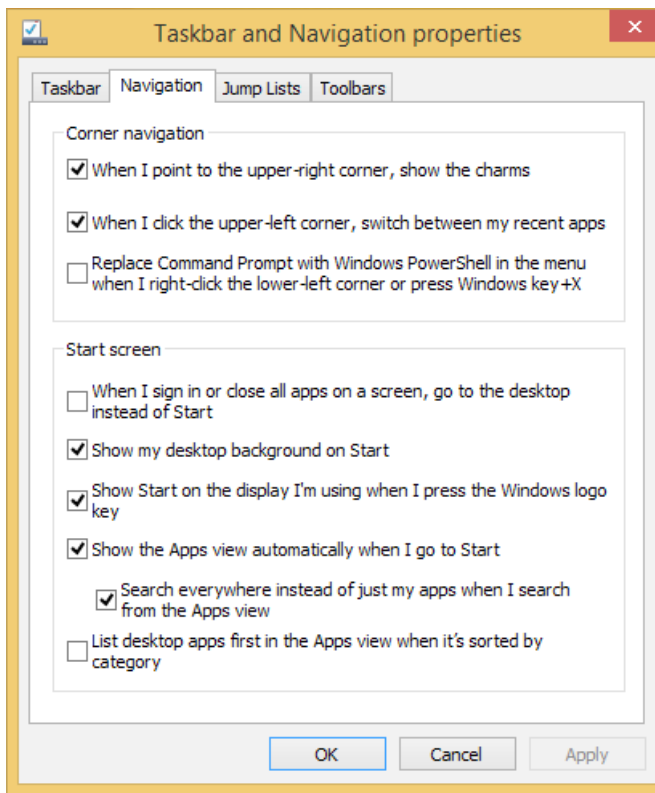 Taskbar and Navigation properties
Taskbar
Navigation
Jump Lists
Toolbars
Corner navigation
When I point to the upper-right corner, show the charms
When I click the upper-left corner, switch between my recent apps
Replace Command Prompt with Windows PowerShell in the menu
when I right-click the lower-left corner or press Windows key+X
Start screen
When I sign in or close all apps on a screen, go to the desktop
instead of Start
Show my desktop background on Start
Show Start on the display I'm using when I press the Windows logo
key
Show the Apps view automatically when I go to Start
Search everywhere instead of just my apps when I search
from the Apps view
List desktop apps first in the Apps view when it's sorted by
category
OK
Cancel
Apply